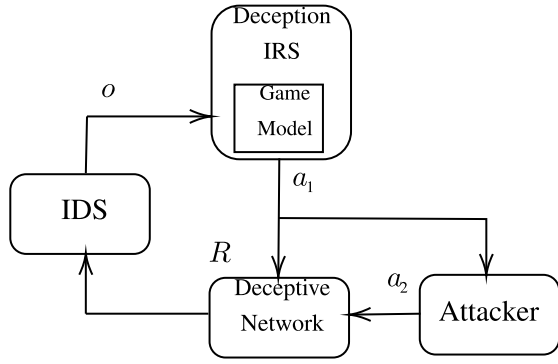 Deception
IRS
Game
Model
o
a₁
IDS
R
a₂
Deceptive
Network
Attacker